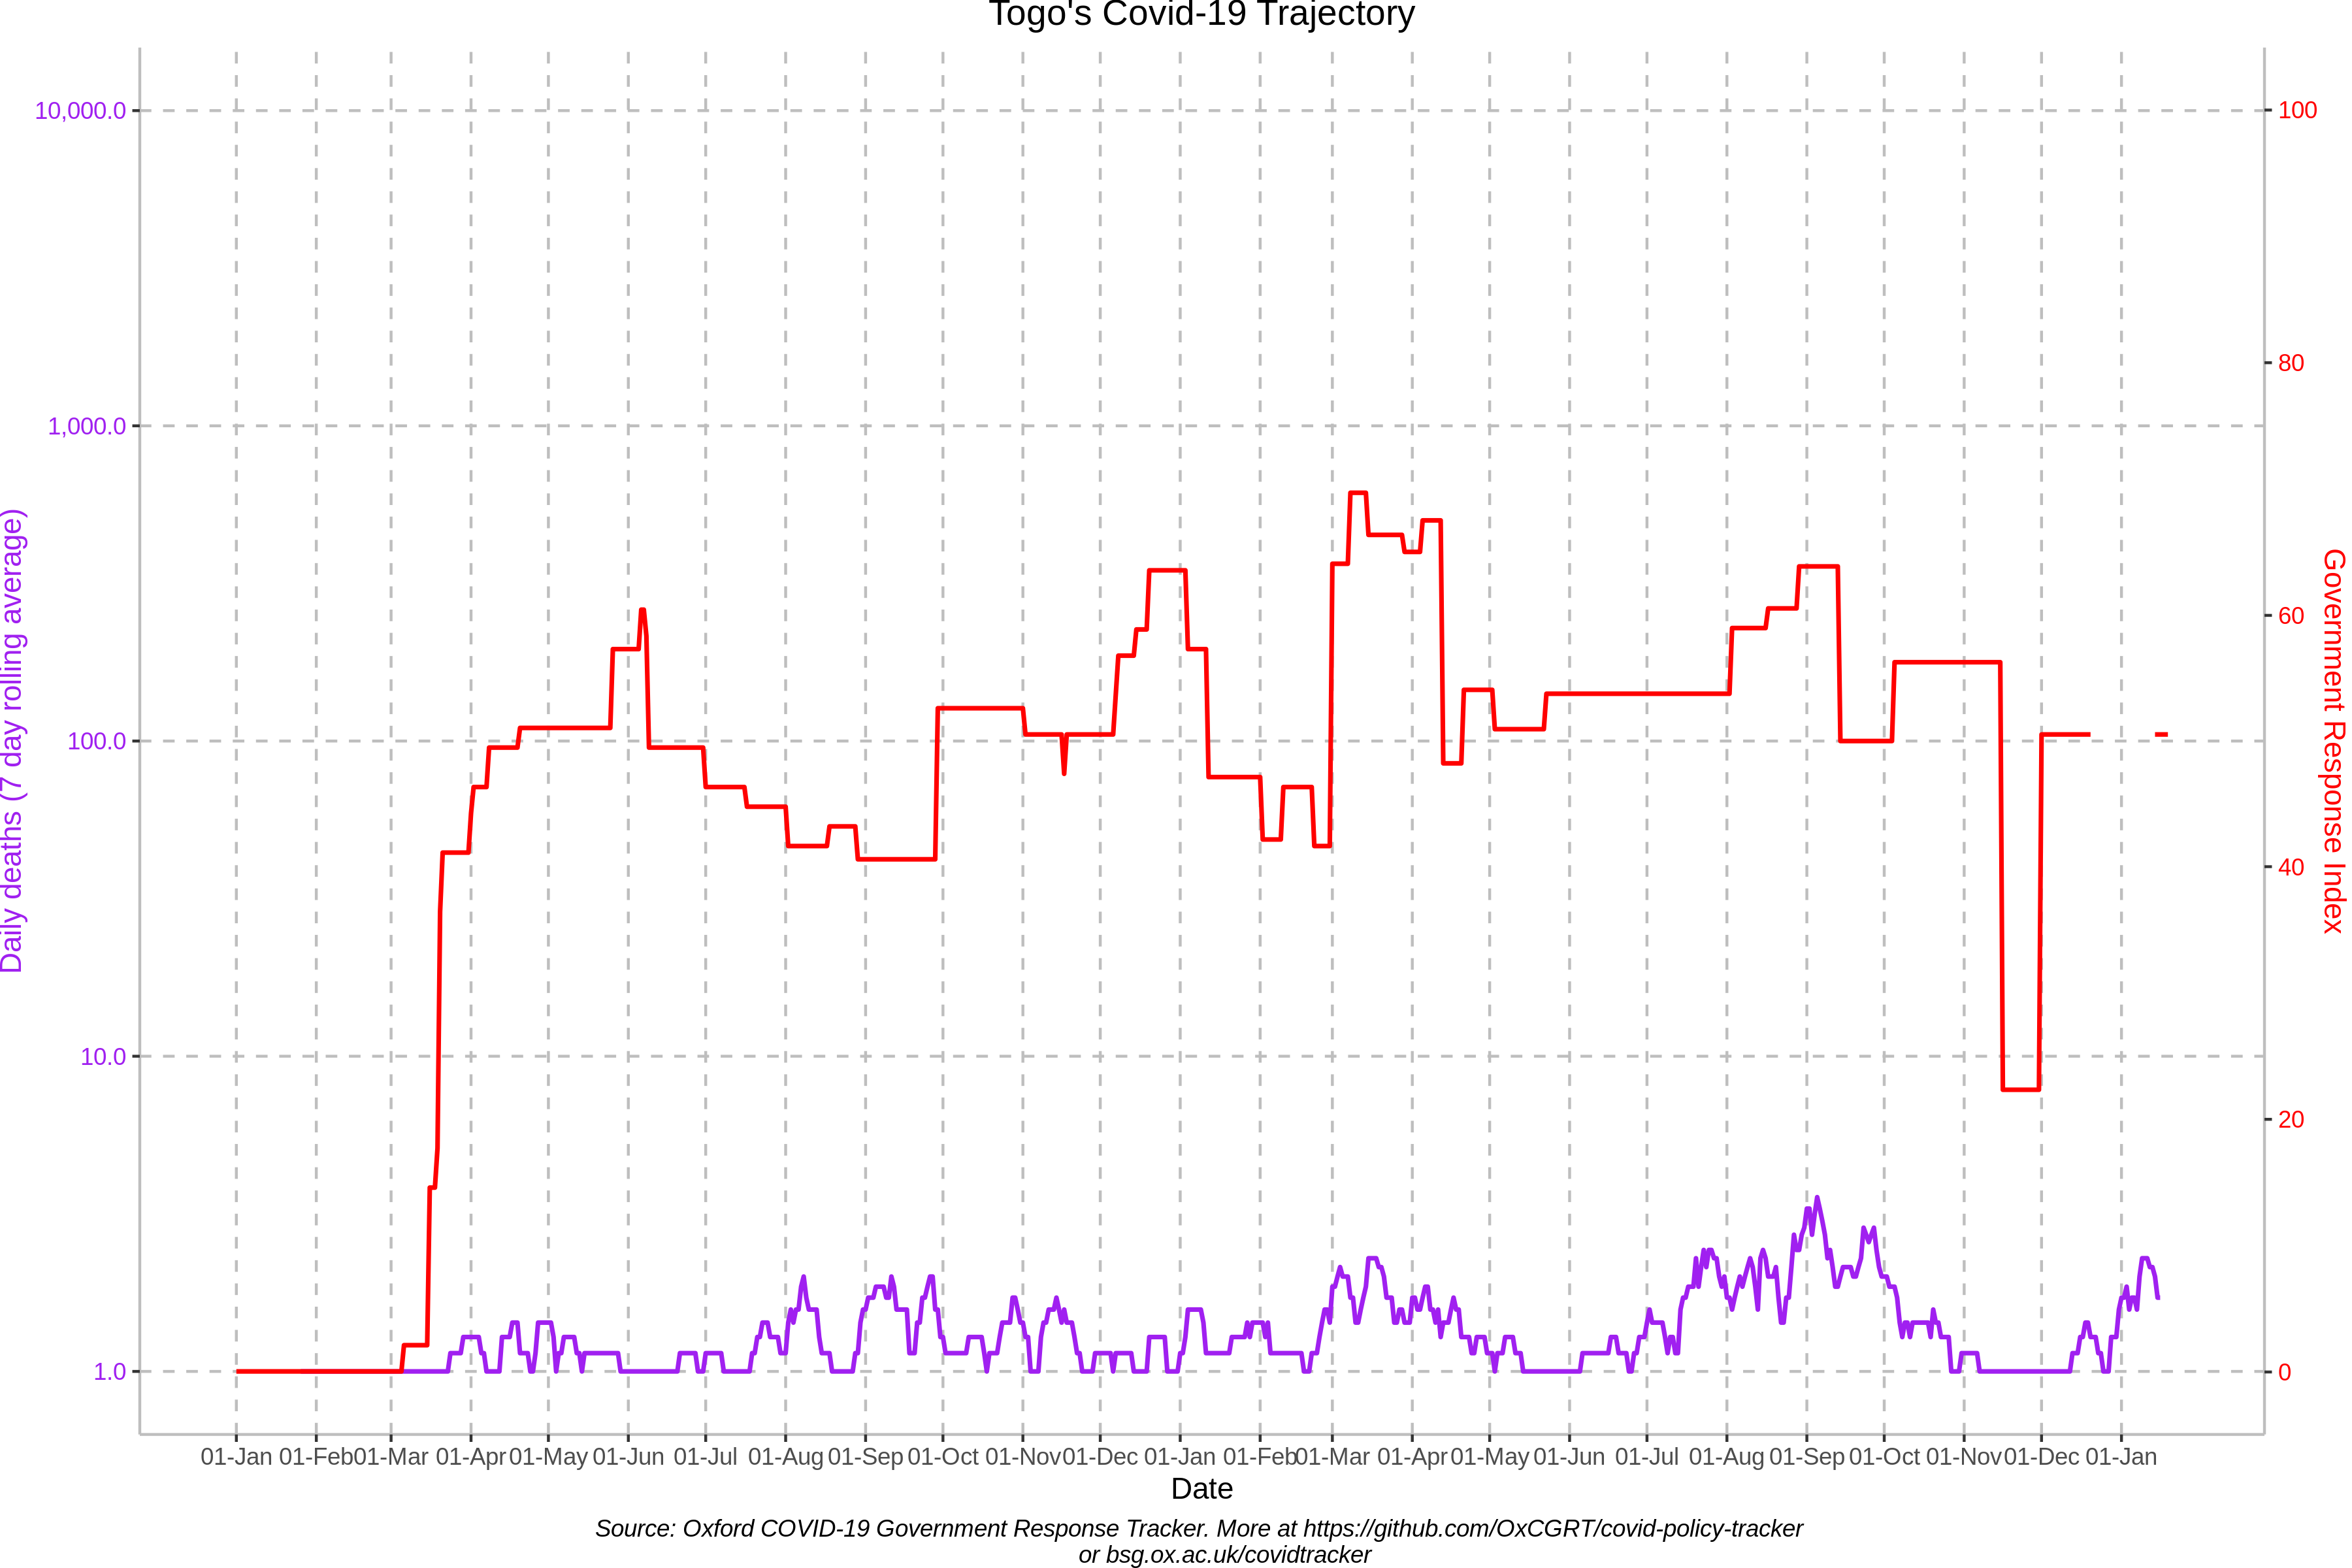 Togo's Covid-19 Trajectory
10,000.0
1,000.0
100.0
10.0
1.0
Daily deaths (7 day rolling average)
100
80
60
40
20
0
Government Response Index
01-Jan 01-Feb 01-Mar 01-Apr 01-May 01-Jun 01-Jul 01-Aug 01-Sep 01-Oct 01-Nov 01-Dec 01-Jan 01-Feb 01-Mar 01-Apr 01-May 01-Jun 01-Jul 01-Aug 01-Sep 01-Oct 01-Nov 01-Dec 01-Jan
Date
Source: Oxford COVID-19 Government Response Tracker. More at https://github.com/OxCGRT/covid-policy-tracker
or bsg.ox.ac.uk/covidtracker